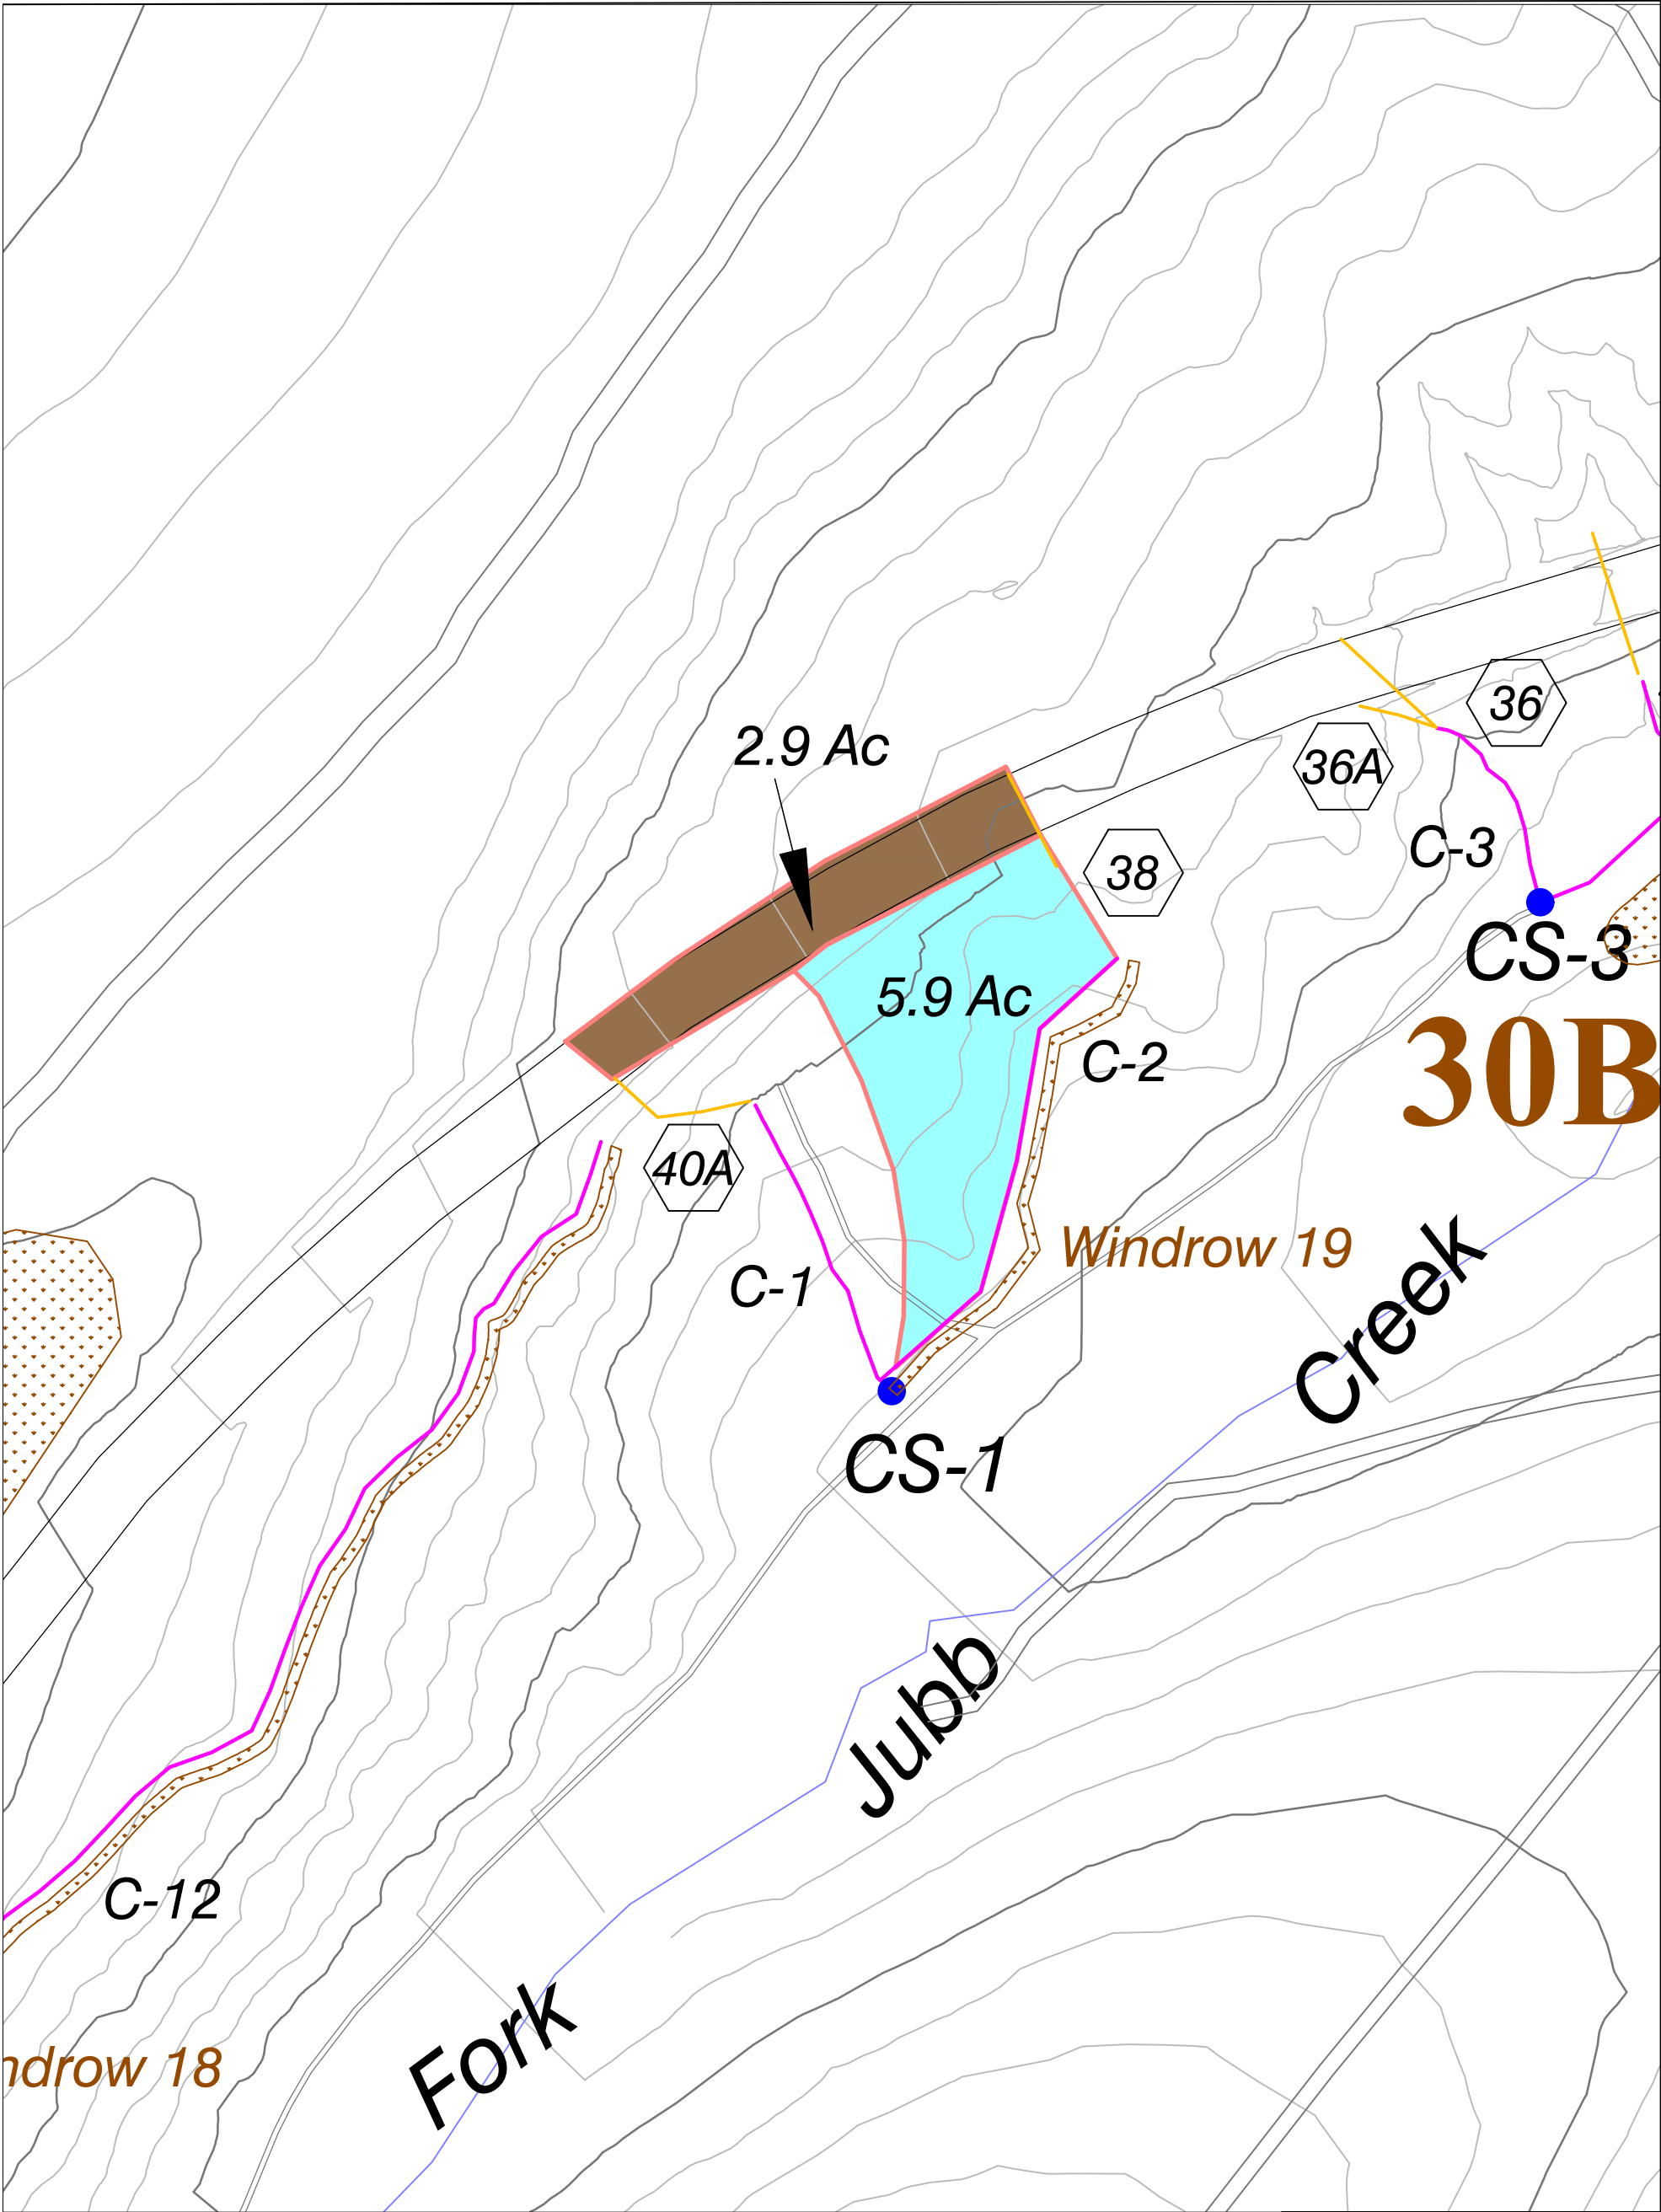 36
2.9 Ac
36A
C-3
38
CS-3
5.9 Ac
C-2
30B
40A
Windrow 19
C-1
Creek
CS-1
Jubb
C-12
Fork
ndrow 18